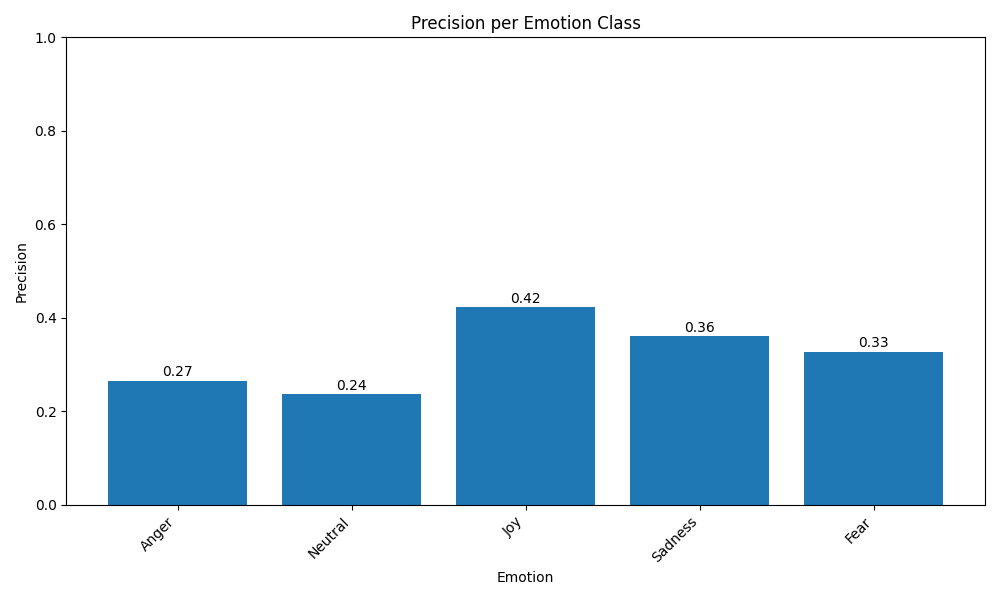 Precision per Emotion Class
Precision
1.0
0.8
0.6
0.4
0.2
0.0
0.27
0.24
0.42
0.36
0.33
Anger
Neutral
Joy
Sadness
Fear
Emotion